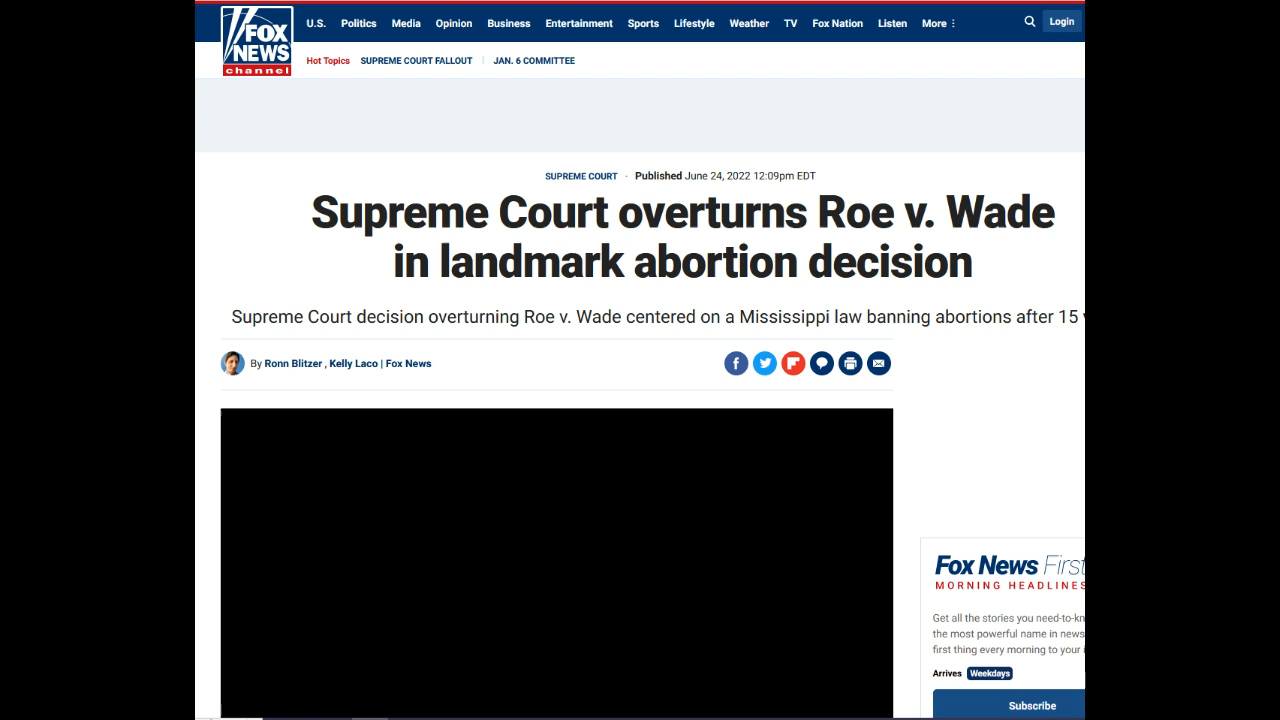 FOX
NEWS
channel
U.S. Politics Media Opinion Business Entertainment Sports Lifestyle Weather TV Fox Nation Listen More Login
Hot Topics SUPREME COURT FALLOUT JAN. 6 COMMITTEE
SUPREME COURT · Published June 24, 2022 12:09pm EDT
Supreme Court overturns Roe v. Wade
in landmark abortion decision
Supreme Court decision overturning Roe v. Wade centered on a Mississippi law banning abortions after 15
By Ronn Blitzer , Kelly Laco | Fox News
Fox News First
MORNING HEADLINES
Get all the stories you need-to-kn
the most powerful name in news
first thing every morning to your
Arrives Weekdays
Subscribe